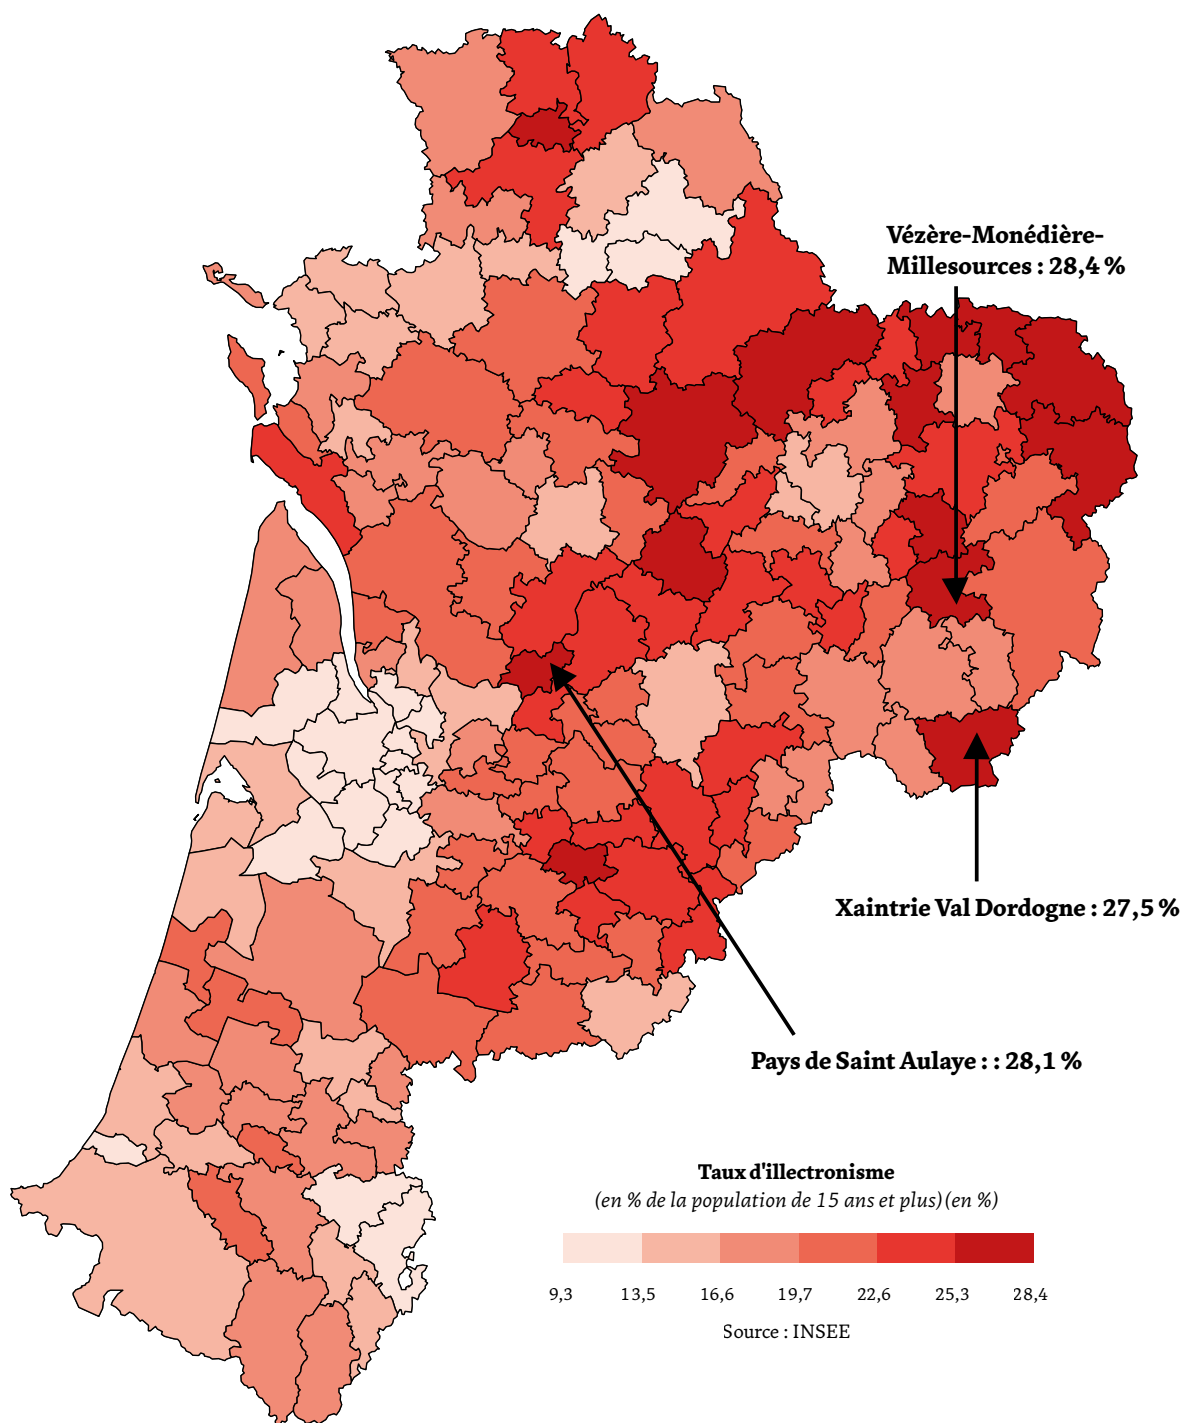 Vézère-Monédière-
Millesources : 28,4 %
Xaintrie Val Dordogne : 27,5 %
Pays de Saint Aulaye : : 28,1 %
Taux d'illectronisme
(en % de la population de 15 ans et plus) (en %)
9,3 13,5 16,6 19,7 22,6 25,3 28,4
Source : INSEE